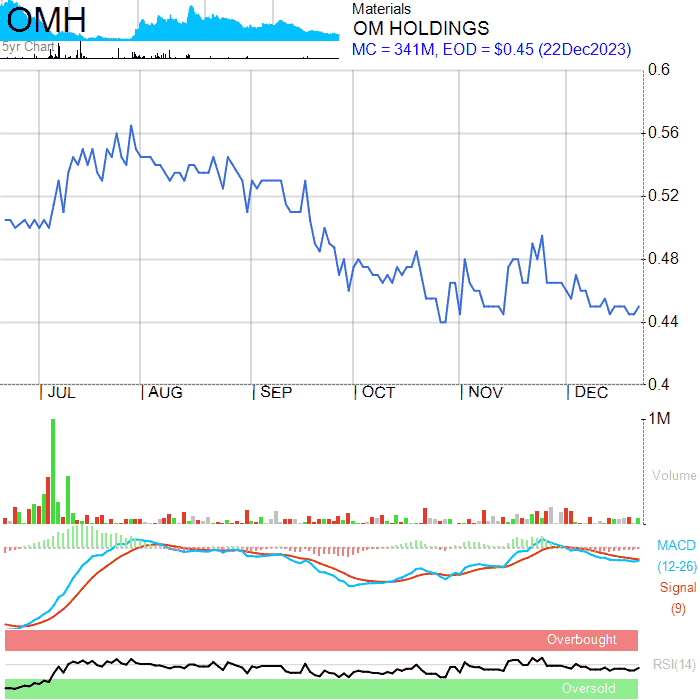 OMH
5yr Chart
Materials
OM HOLDINGS
MC = 341M, EOD = $0.45 (22Dec2023)
0.6
0.56
0.52
0.48
0.44
0.4
JUL AUG SEP OCT NOV DEC
1M
Volume
MACD
(12-26)
Signal
(9)
Overbought
RSI(14)
Oversold